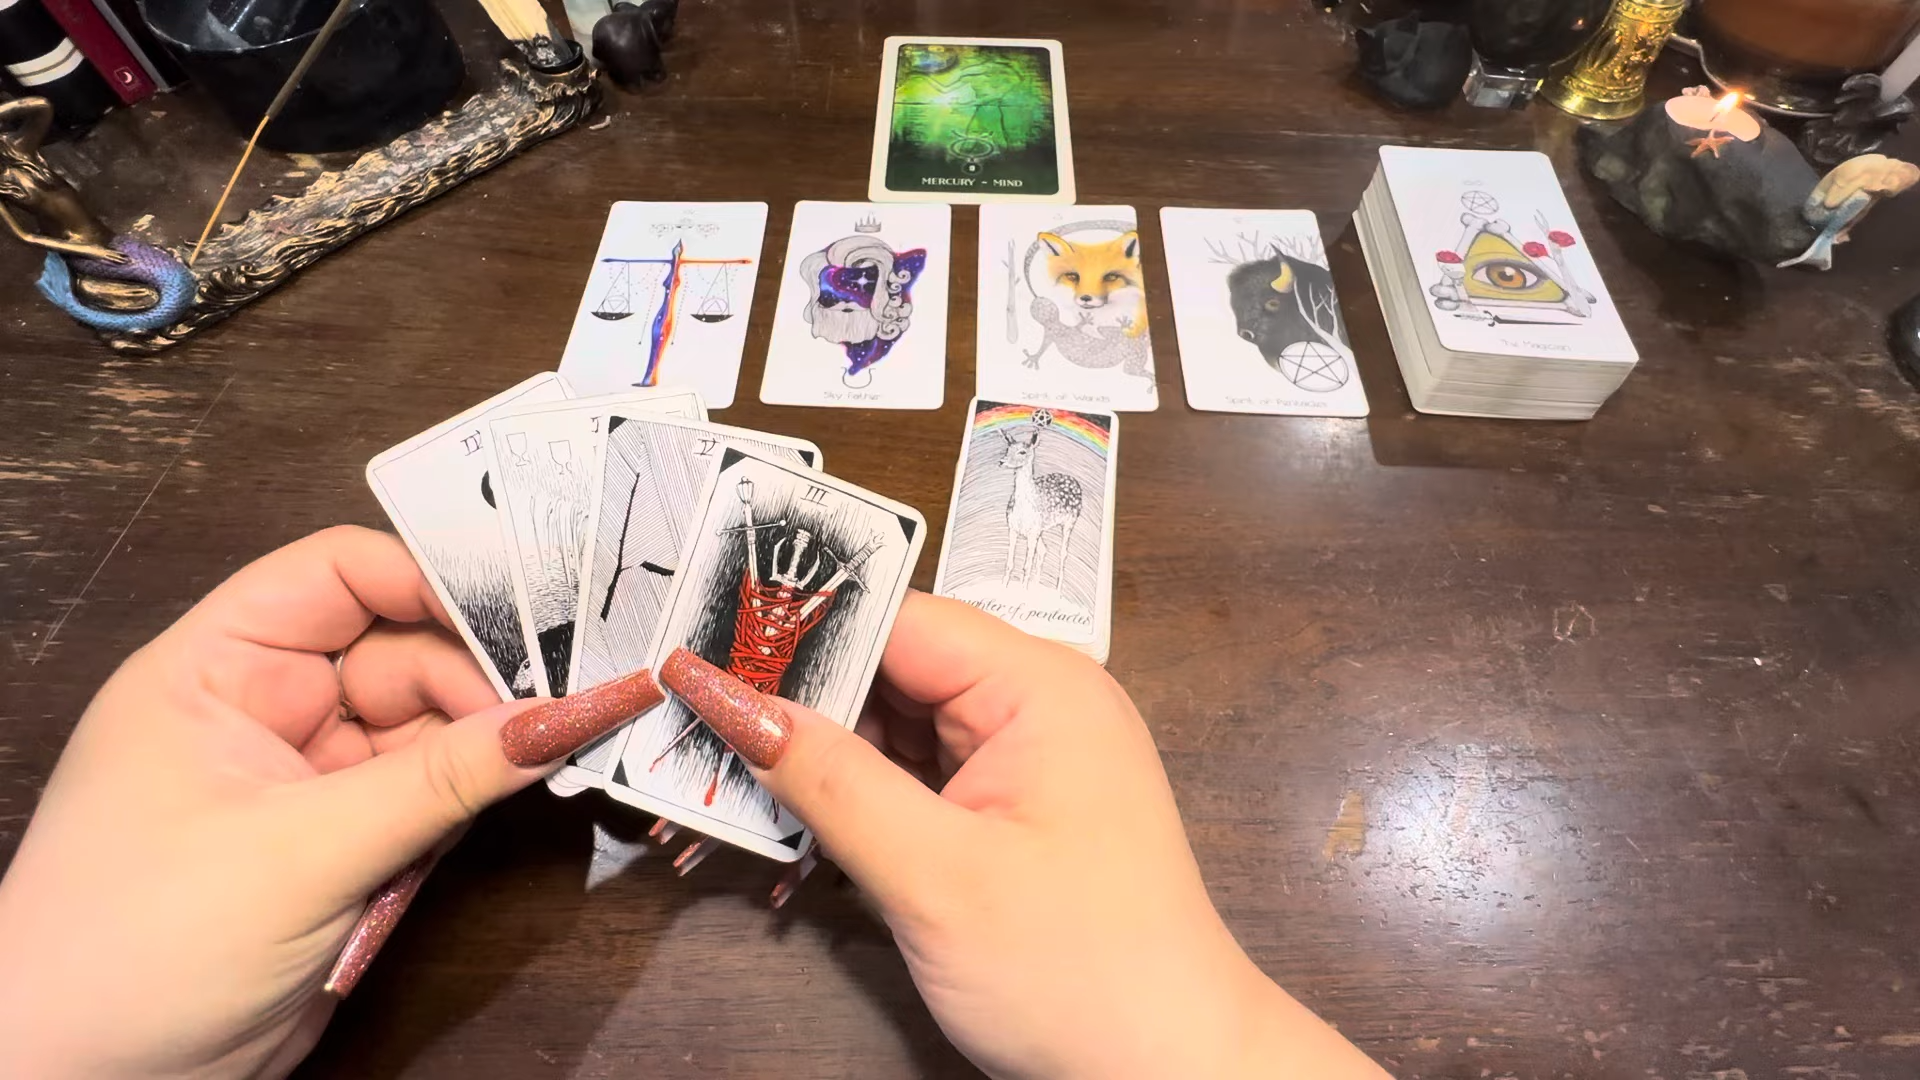 MERCURY ~ MIND
Sky Father
Spirit of Wands
Spirit of Pentacles
The Magician
III
daughter of pentacles